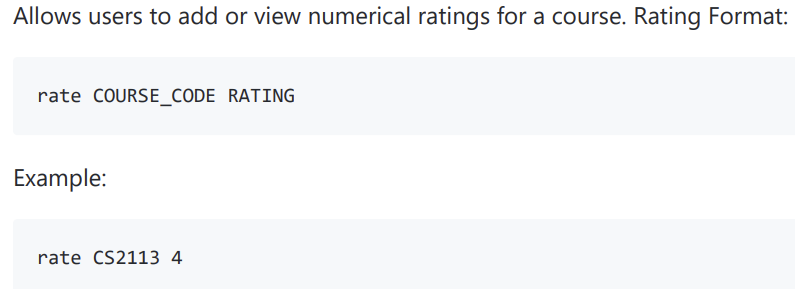 Allows users to add or view numerical ratings for a course. Rating Format:
rate COURSE_CODE RATING
Example:
rate CS2113 4